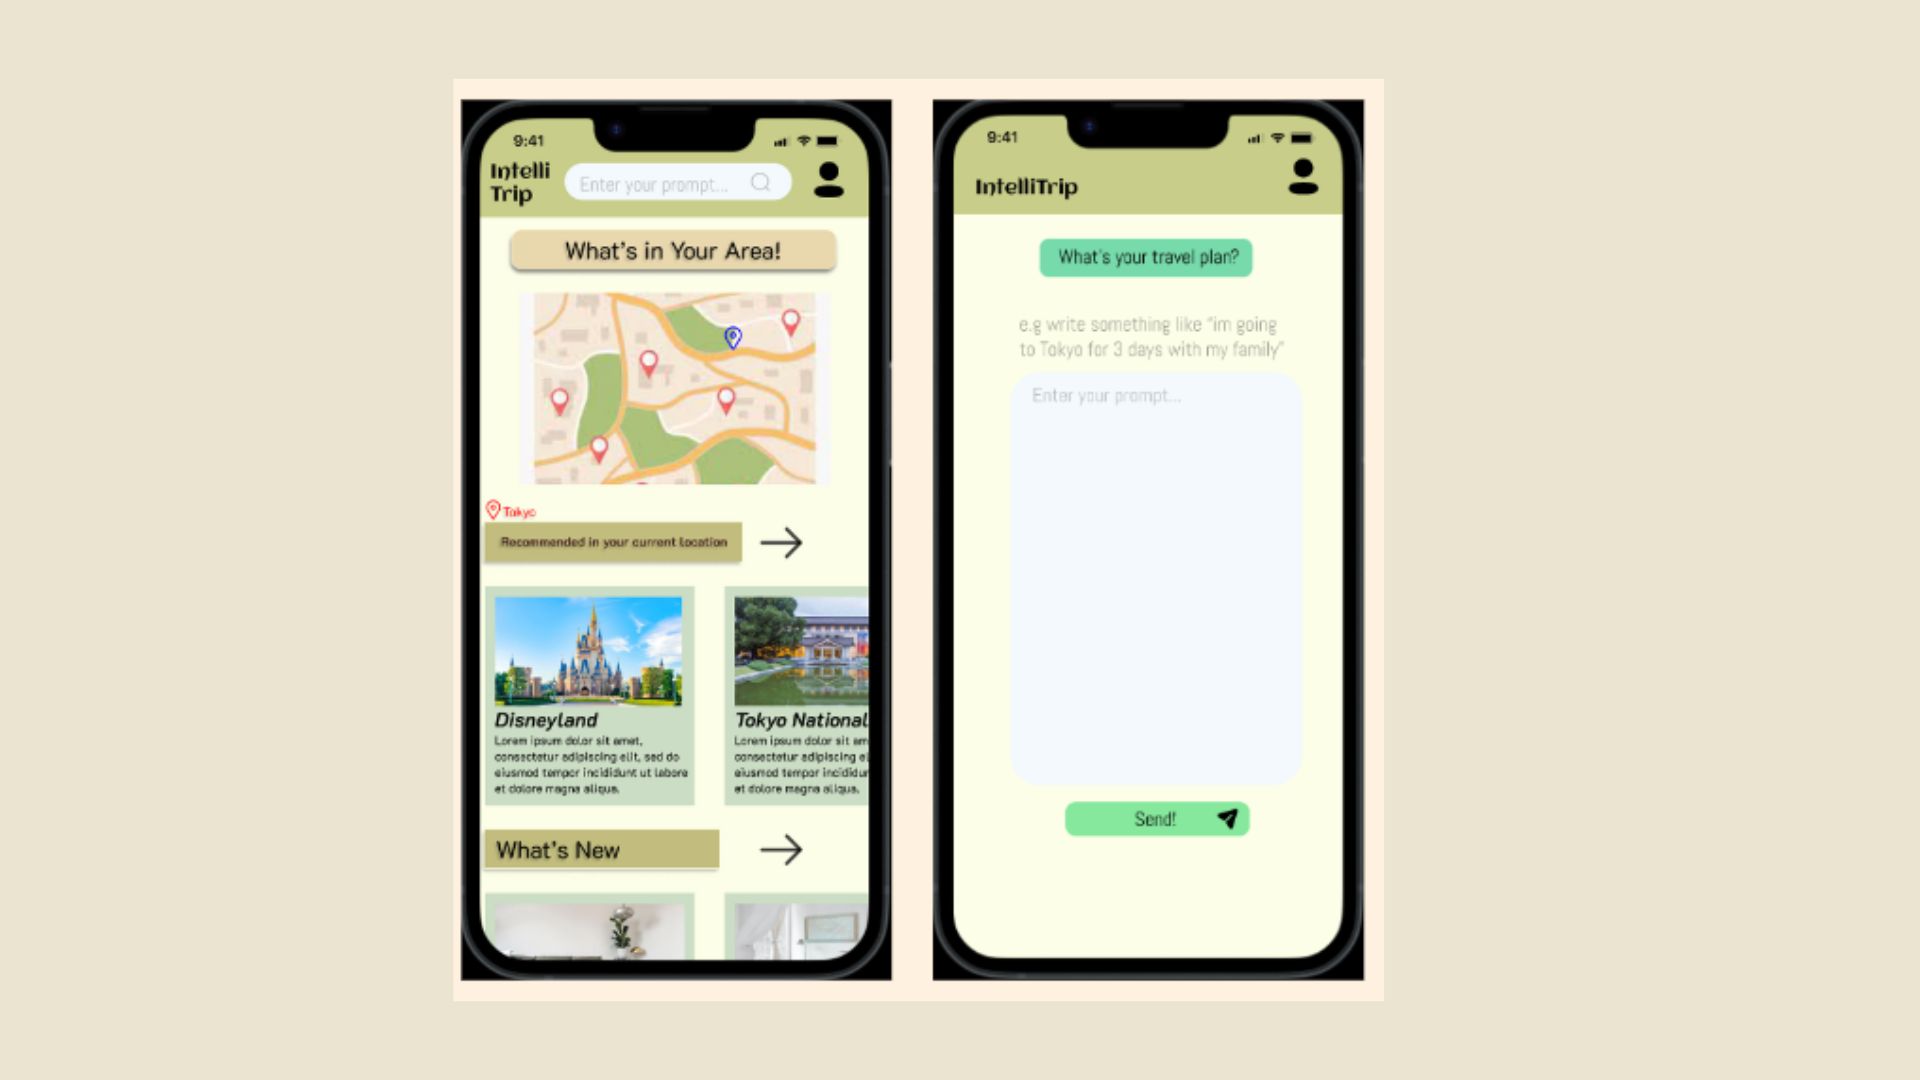 9:41
Intelli
Trip
Enter your prompt...
What's in Your Area!
Tokyo
Recommended in your current location
Disneyland
Lorem ipsum dolor sit amet,
consectetur adipiscing elit, sed do
eiusmod tempor incididunt ut labore
et dolore magna aliqua.
Tokyo National
Lorem ipsum dolor sit am
consectetur adipiscing el
eiusmod tempor incididun
et dolore magna aliqua.
What's New
9:41
IntelliTrip
What's your travel plan?
e.g write something like "im going
to Tokyo for 3 days with my family"
Enter your prompt...
Send!